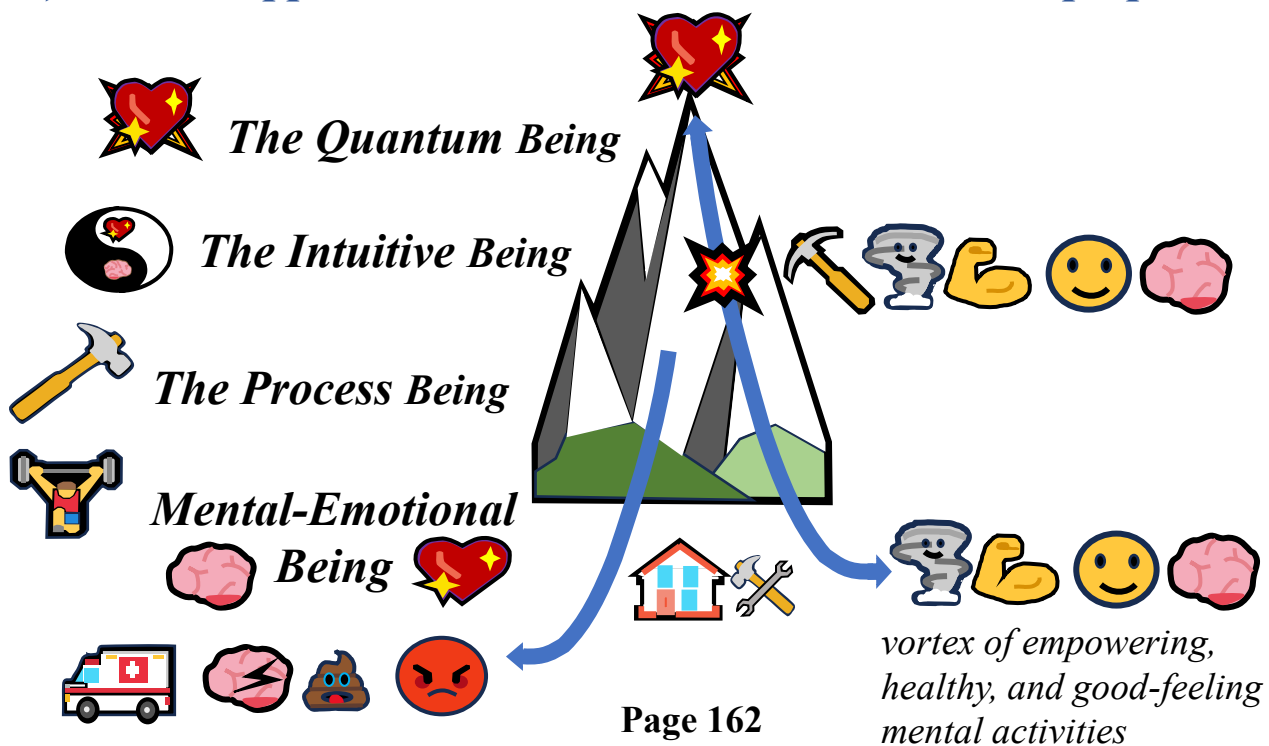 The Quantum Being
The Intuitive Being
The Process Being
Mental-Emotional
Being
vortex of empowering,
healthy, and good-feeling
mental activities
Page 162